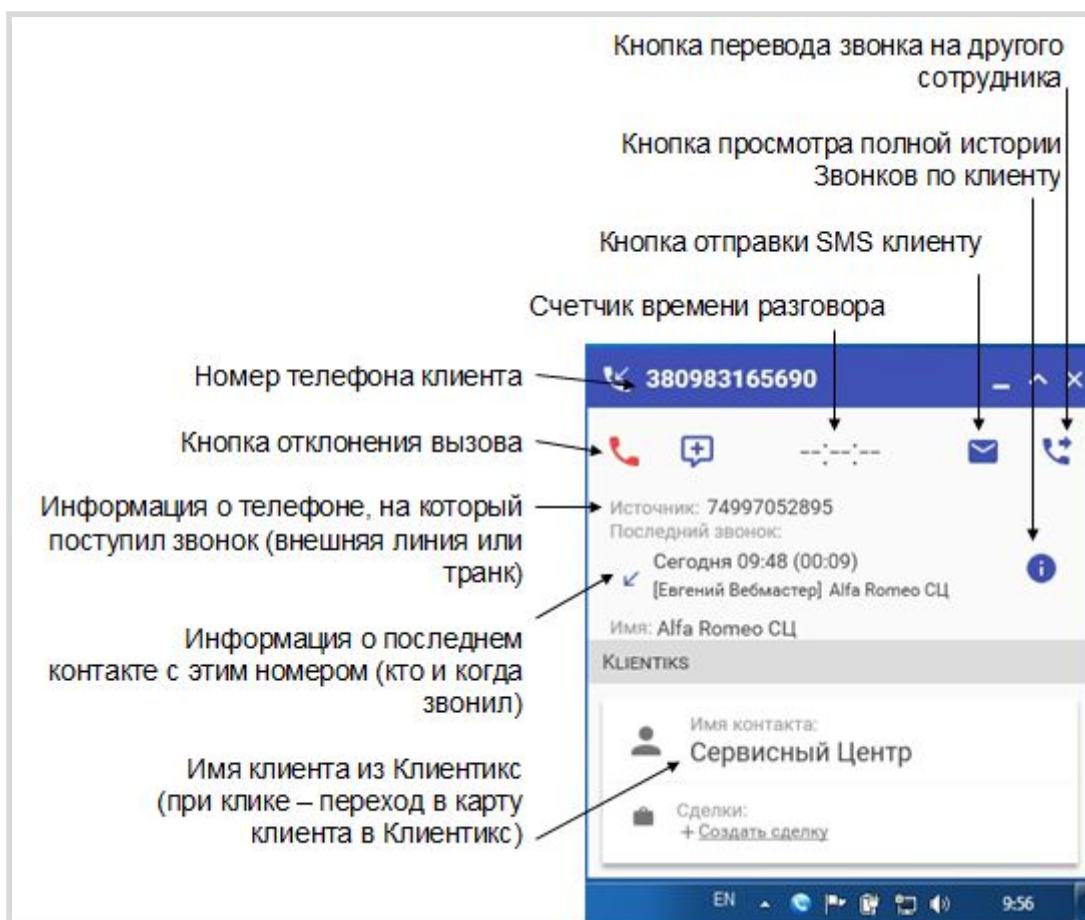 Кнопка перевода звонка на другого
сотрудника
Кнопка просмотра полной истории
Звонков по клиенту
Кнопка отправки SMS клиенту
Счетчик времени разговора
Номер телефона клиента
380983165690
Кнопка отклонения вызова
--:--:--
Информация о телефоне, на который
поступил звонок (внешняя линия или
транк)
Источник: 74997052895
Последний звонок:
Сегодня 09:48 (00:09)
[Евгений Вебмастер] Alfa Romeo СЦ
Имя: Alfa Romeo СЦ
Информация о последнем
контакте с этим номером (кто и когда
звонил)
KLIENTIKS
Имя контакта:
Сервисный Центр
Имя клиента из Клиентикс
(при клике – переход в карту
клиента в Клиентикс)
Сделки:
+ Создать сделку
EN 9:56